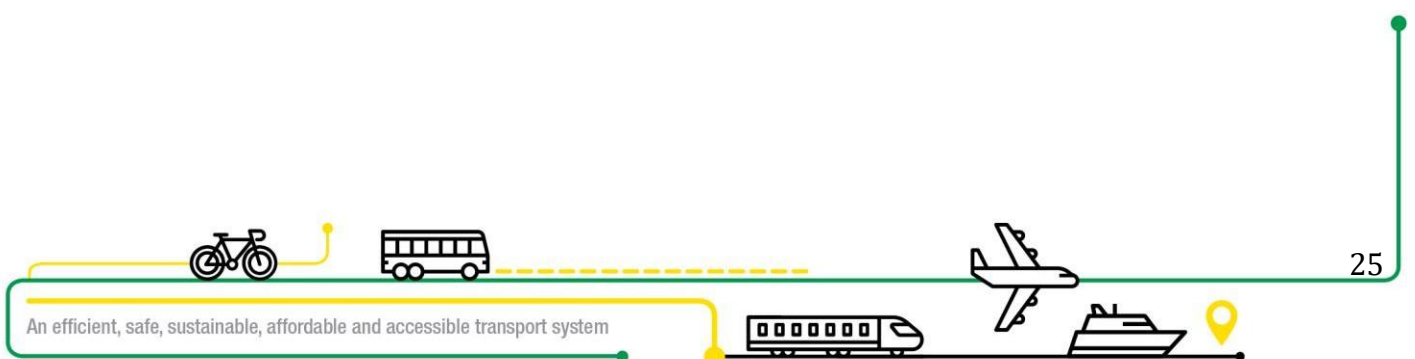 25
An efficient, safe, sustainable, affordable and accessible transport system